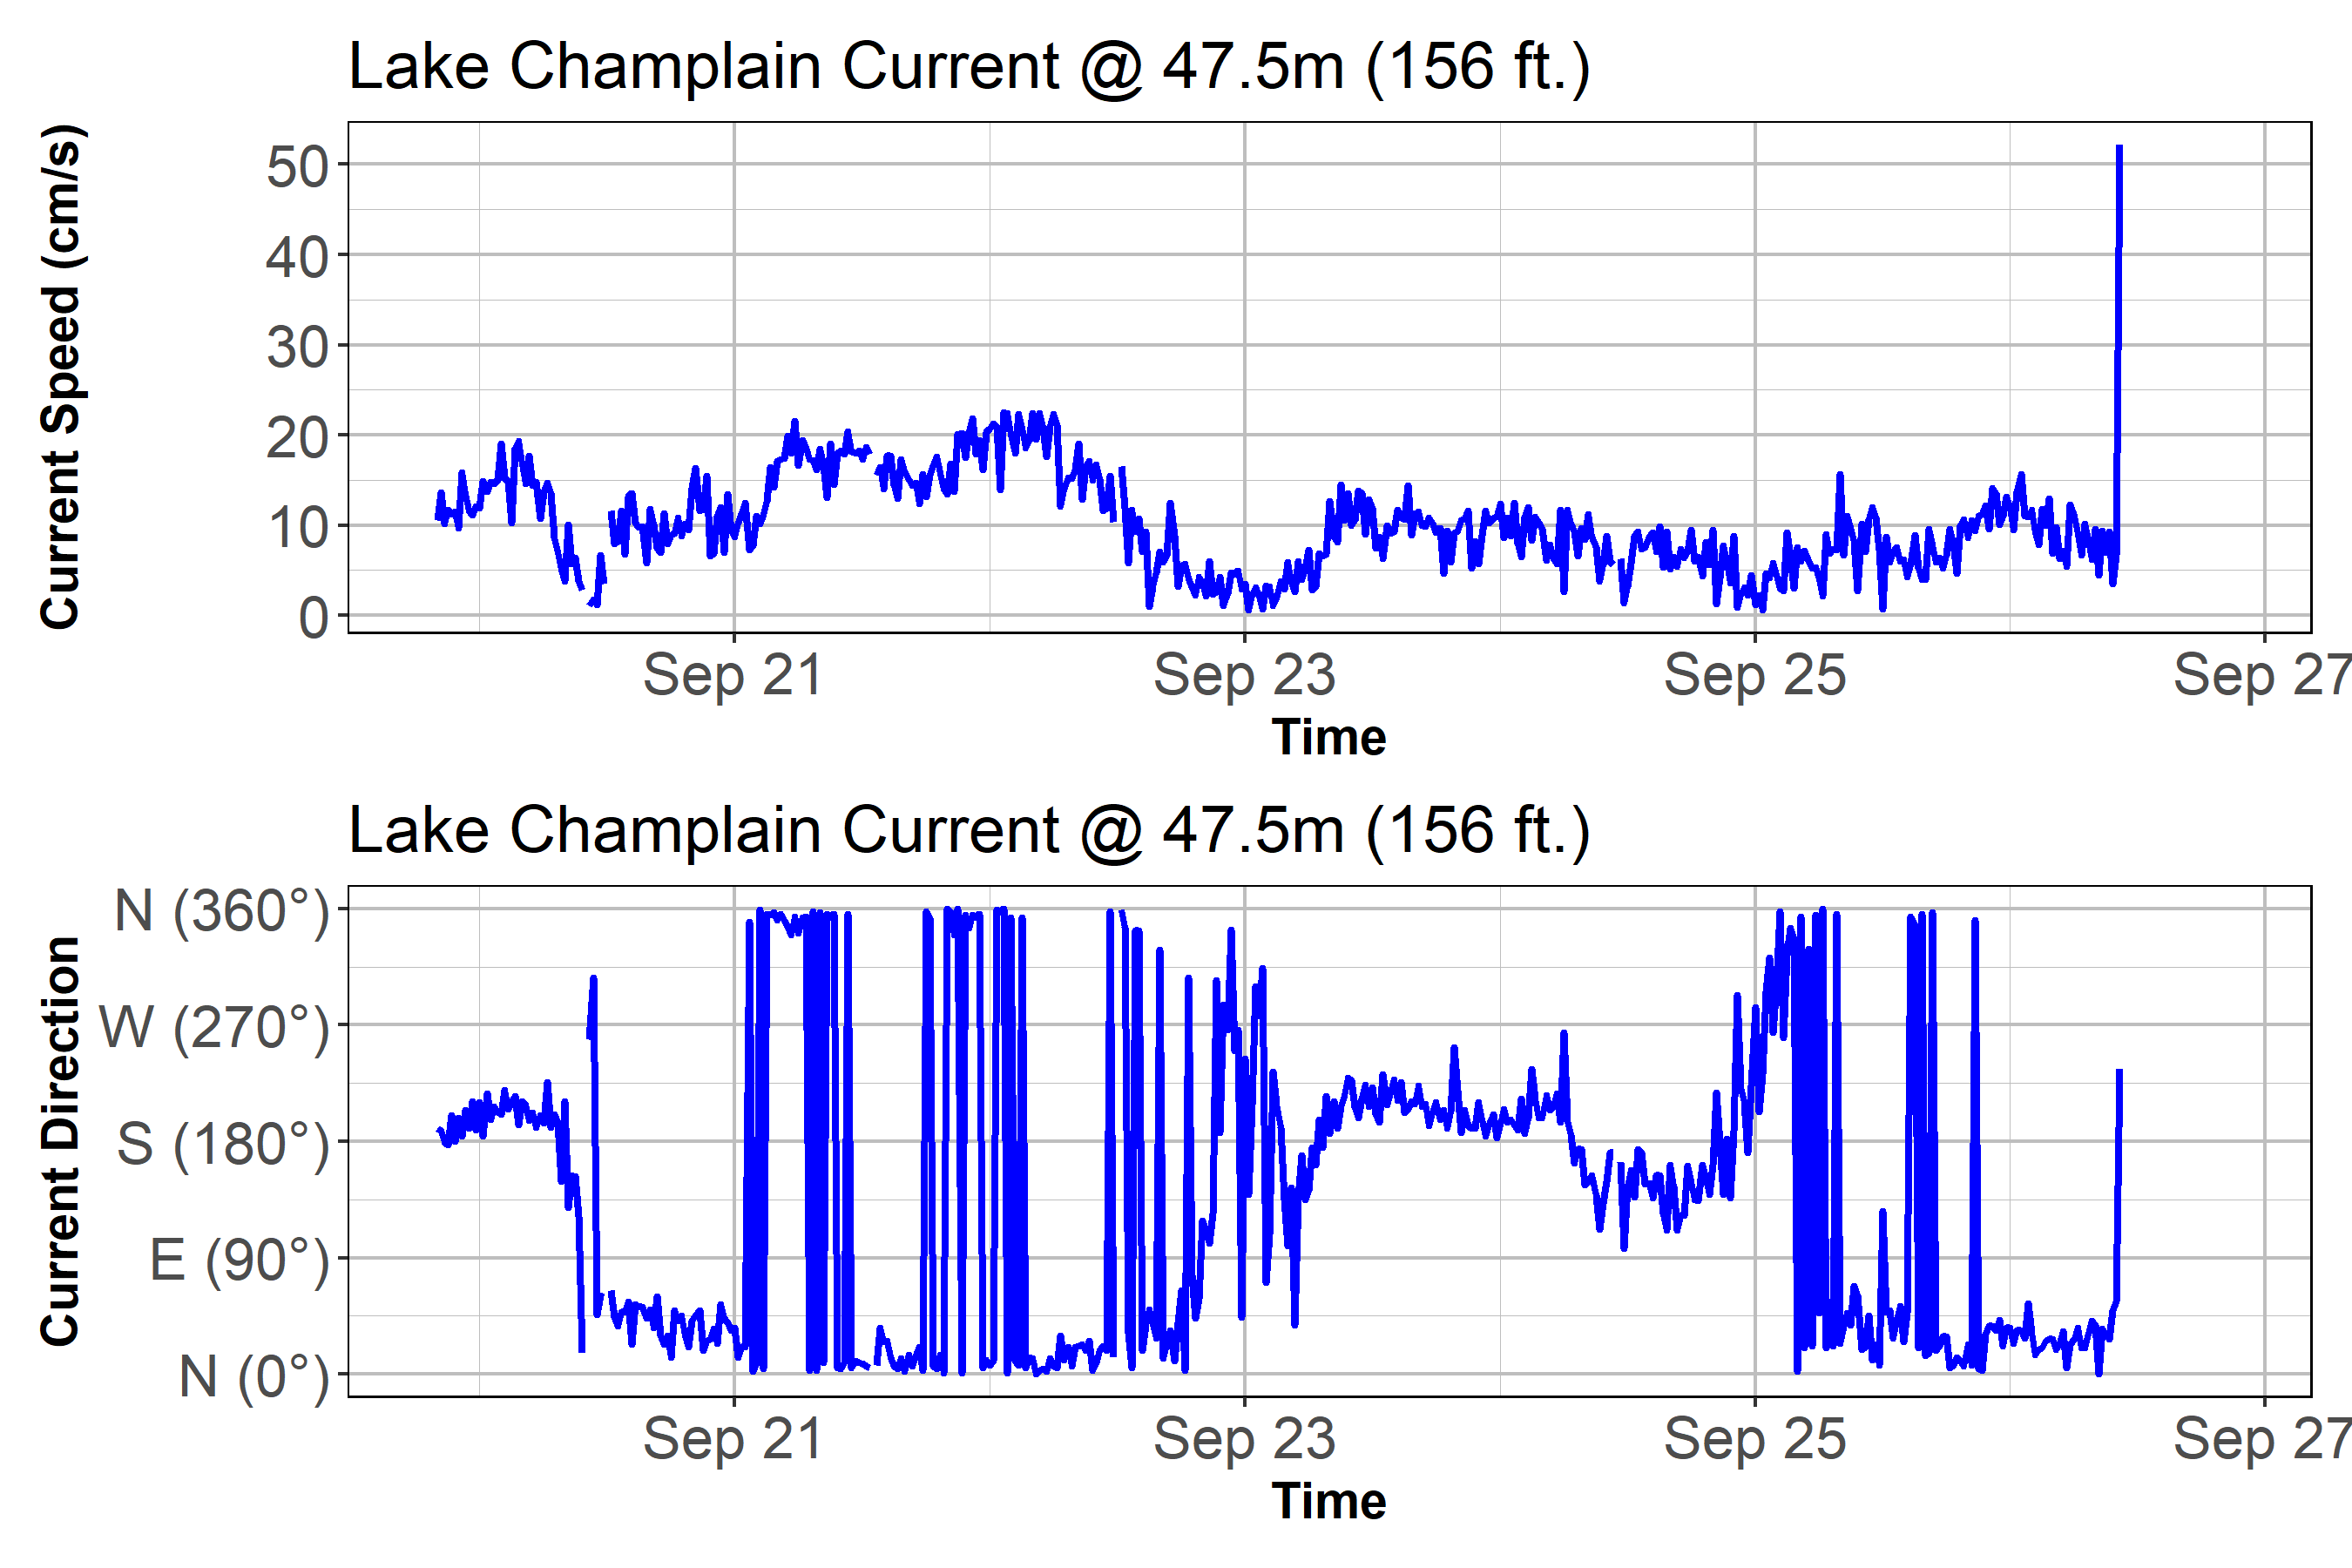 Lake Champlain Current @ 47.5m (156 ft.)
Current Speed (cm/s)
50
40
30
20
10
0
Sep 21
Sep 23
Sep 25
Sep 27
Time
Lake Champlain Current @ 47.5m (156 ft.)
Current Direction
N (360°)
W (270°)
S (180°)
E (90°)
N (0°)
Sep 21
Sep 23
Sep 25
Sep 27
Time